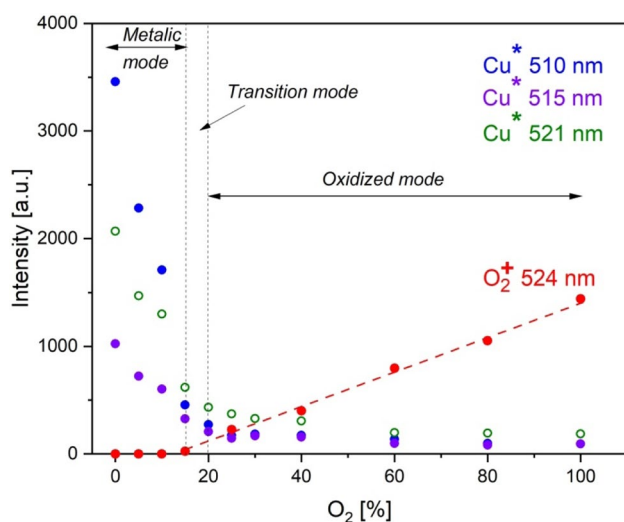 4000
Metalic
mode
Cu* 510 nm
Cu* 515 nm
Cu* 521 nm
Transition mode
3000
Oxidized mode
Intensity [a.u.]
2000
O₂⁺ 524 nm
1000
0
0 20 40 60 80 100
O₂ [%]